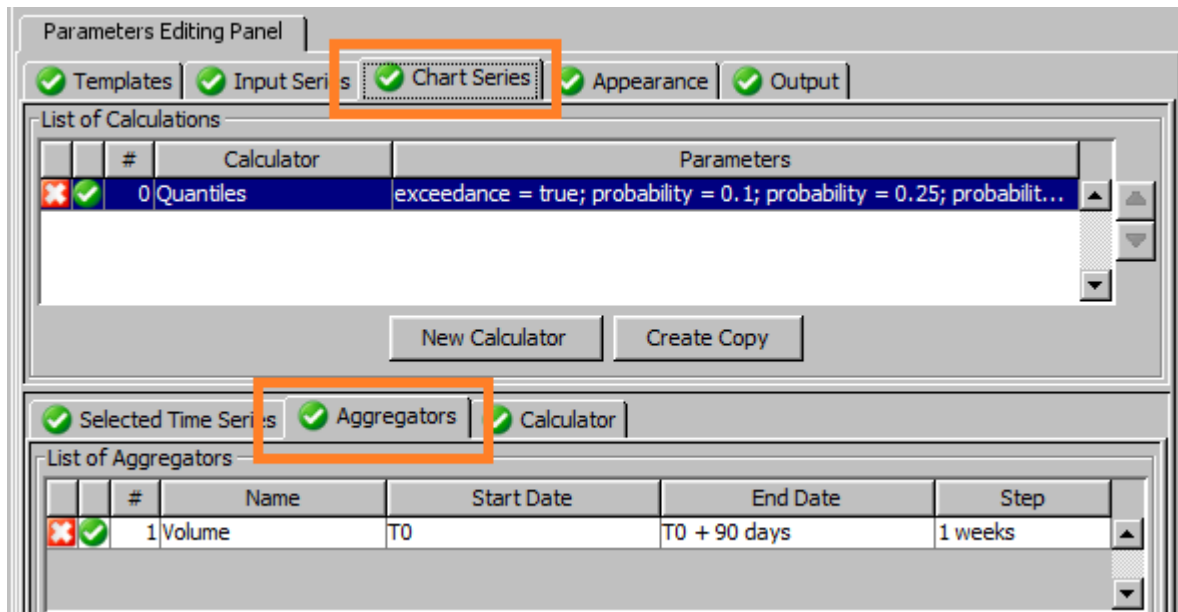 Parameters Editing Panel
Templates Input Series Chart Series Appearance Output
List of Calculations
# Calculator Parameters
0 Quantiles exceedance = true; probability = 0.1; probability = 0.25; probabilit...
New Calculator Create Copy
Selected Time Series Aggregators Calculator
List of Aggregators
# Name Start Date End Date Step
1 Volume T0 T0 + 90 days 1 weeks